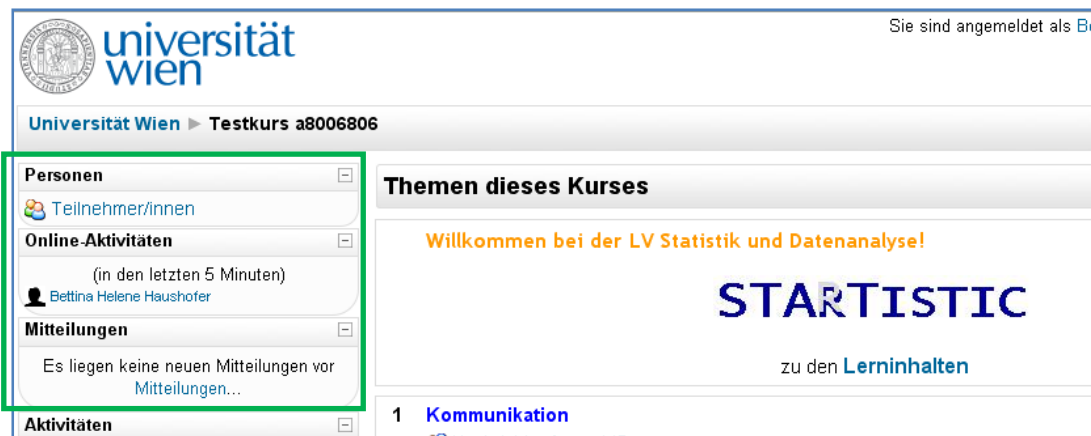 universität
wien
Sie sind angemeldet als
Universität Wien ► Testkurs a8006806
Personen
Teilnehmer/innen
Online-Aktivitäten
(in den letzten 5 Minuten)
Bettina Helene Haushofer
Mitteilungen
Es liegen keine neuen Mitteilungen vor
Mitteilungen...
Aktivitäten
Themen dieses Kurses
Willkommen bei der LV Statistik und Datenanalyse!
STARTISTIC
zu den Lerninhalten
1 Kommunikation